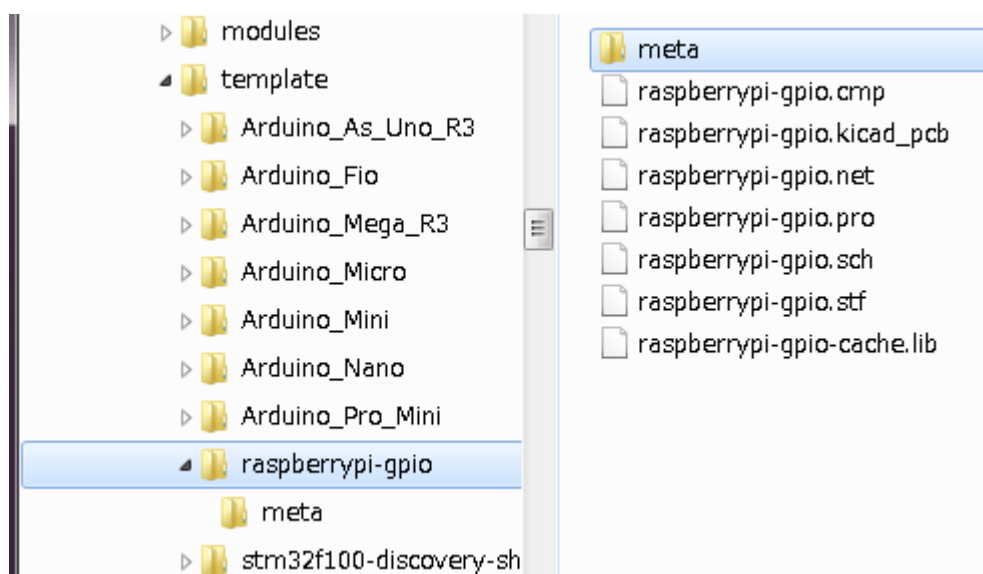 modules
template
Arduino_As_Uno_R3
Arduino_Fio
Arduino_Mega_R3
Arduino_Micro
Arduino_Mini
Arduino_Nano
Arduino_Pro_Mini
raspberrypi-gpio
meta
stm32f100-discovery-sh
meta
raspberrypi-gpio.cmp
raspberrypi-gpio.kicad_pcb
raspberrypi-gpio.net
raspberrypi-gpio.pro
raspberrypi-gpio.sch
raspberrypi-gpio.stf
raspberrypi-gpio-cache.lib